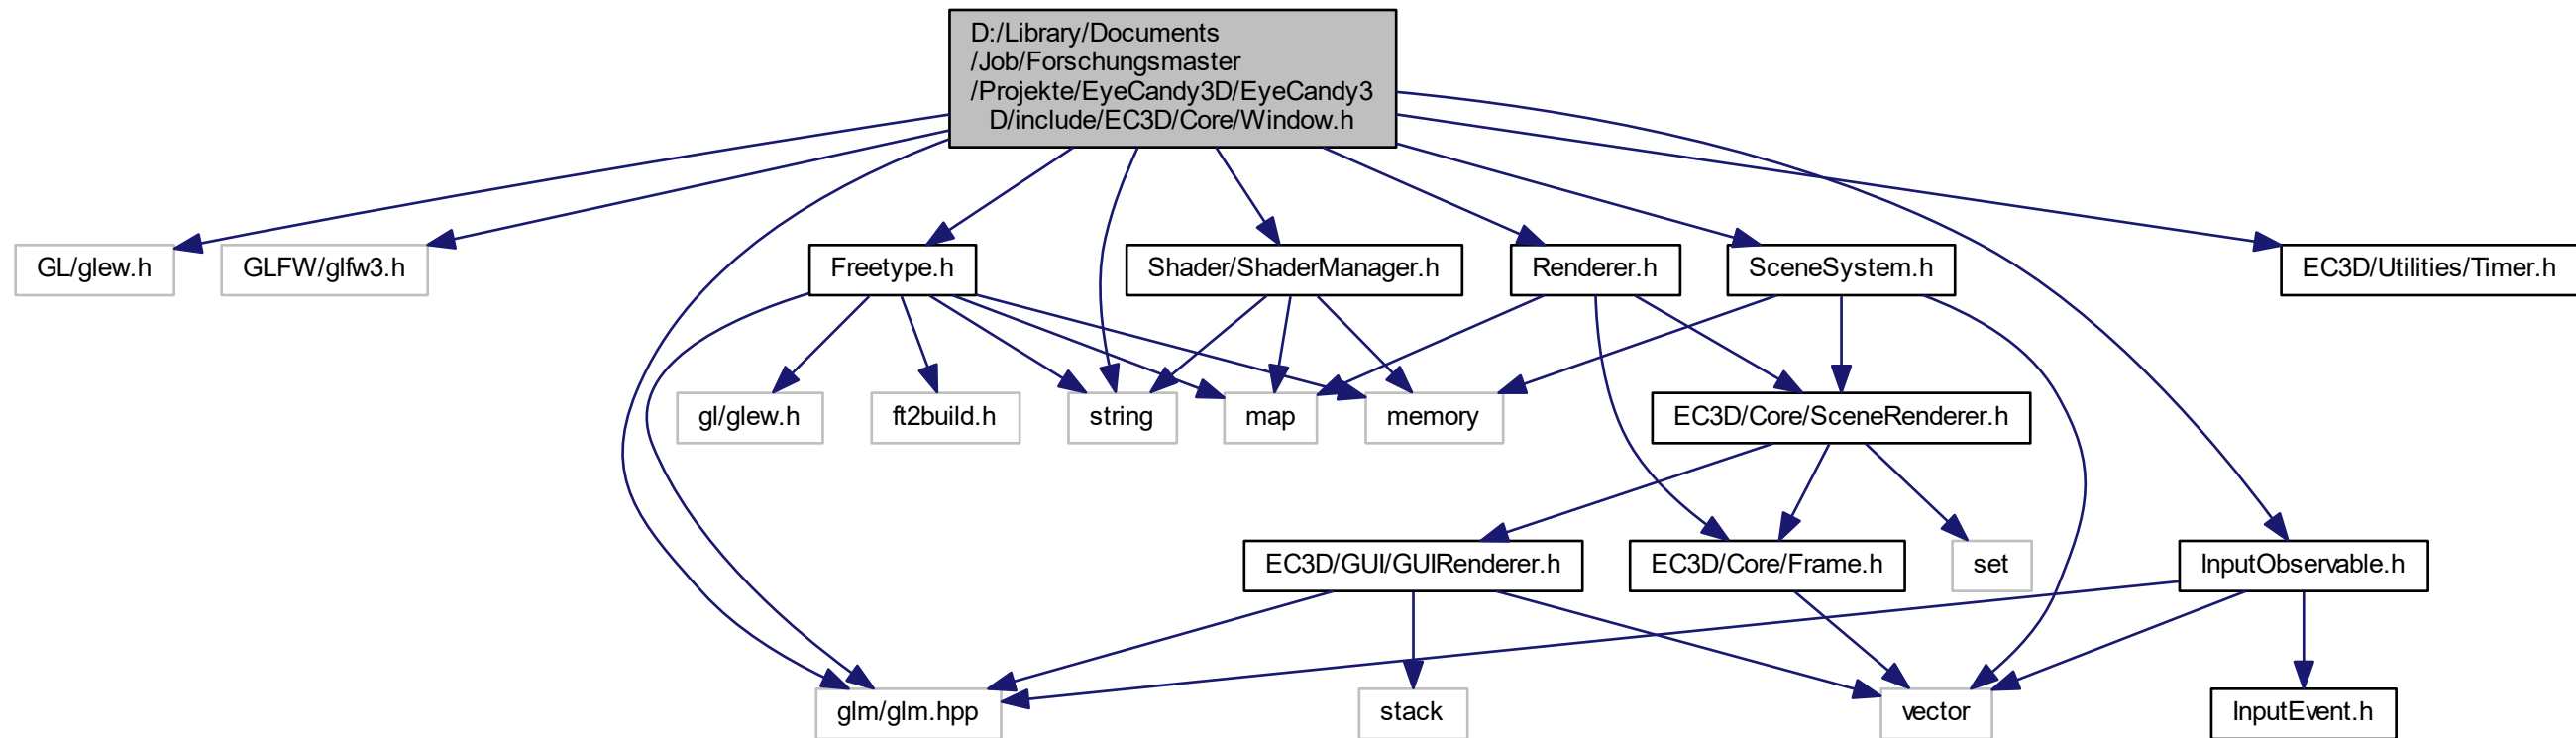 D:/Library/Documents
/Job/Forschungsmaster
/Projekte/EyeCandy3D/EyeCandy3
D/include/EC3D/Core/Window.h
GL/glew.h
GLFW/glfw3.h
Freetype.h
Shader/ShaderManager.h
Renderer.h
SceneSystem.h
EC3D/Utilities/Timer.h
gl/glew.h
ft2build.h
string
map
memory
EC3D/Core/SceneRenderer.h
EC3D/GUI/GUIRenderer.h
EC3D/Core/Frame.h
set
InputObservable.h
glm/glm.hpp
stack
vector
InputEvent.h